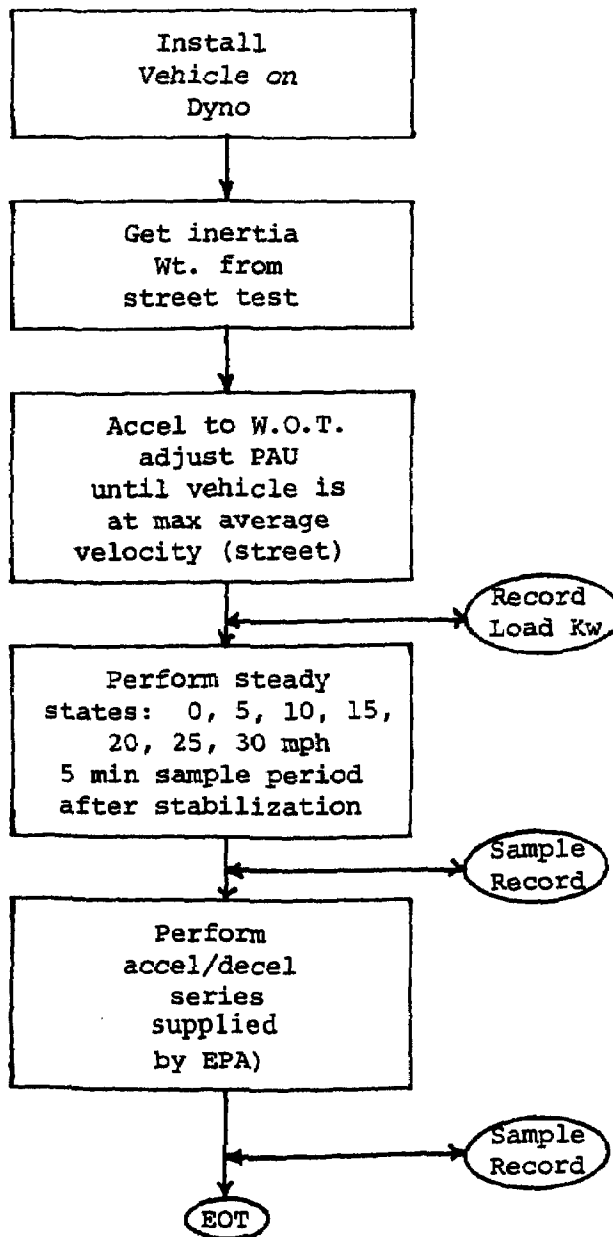 Install
Vehicle on
Dyno
Get inertia
Wt. from
street test
Accel to W.O.T.
adjust PAU
until vehicle is
at max average
velocity (street)
Record
Load Kw
Perform steady
states: 0, 5, 10, 15,
20, 25, 30 mph
5 min sample period
after stabilization
Sample
Record
Perform
accel/decel
series
supplied
by EPA)
Sample
Record
EOT